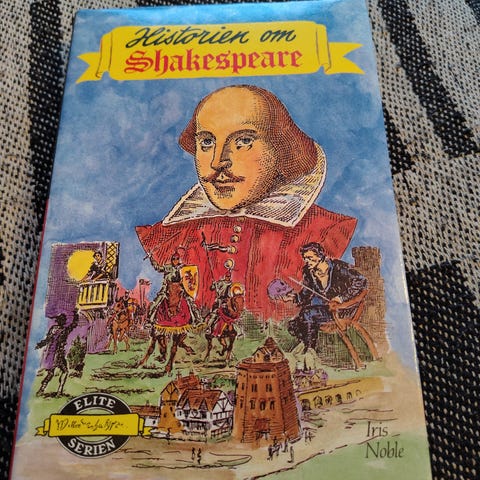 Historien om
Shakespeare
ELITE
SERIEN
Iris
Noble